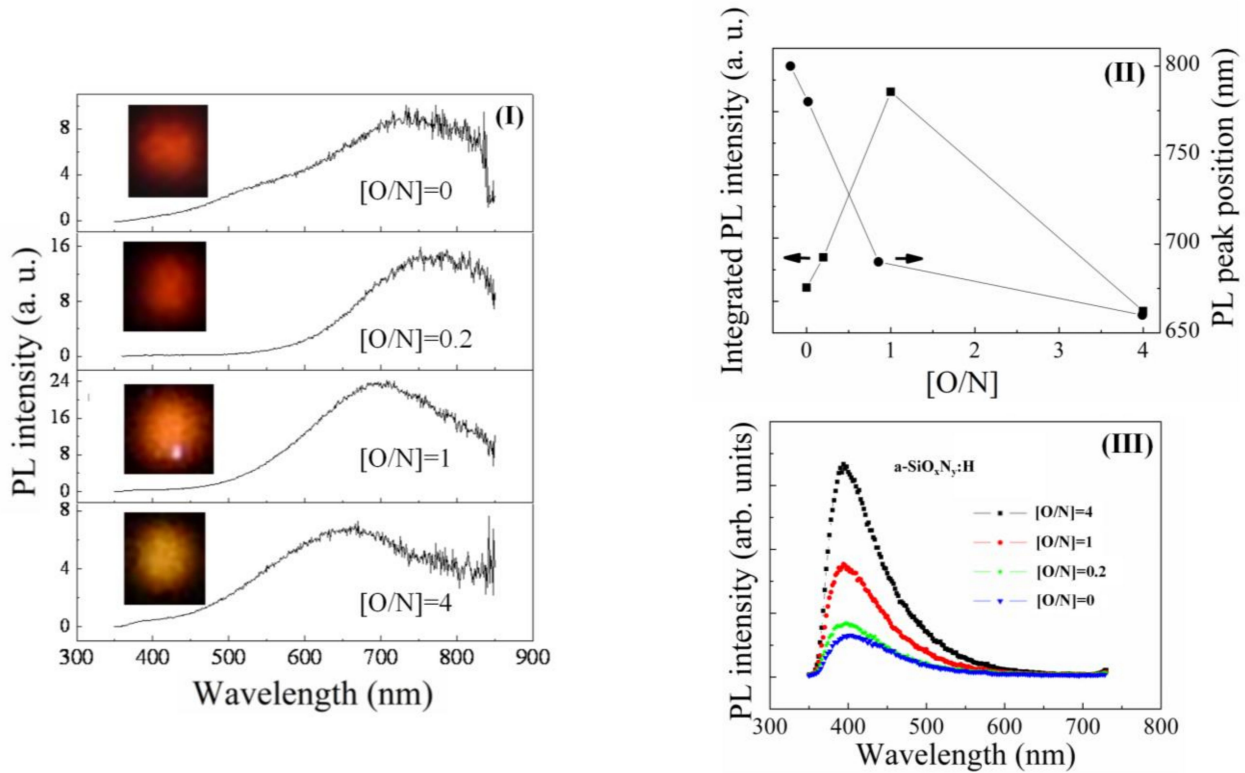 (I)
8
4
0
[O/N]=0
16
8
0
[O/N]=0.2
24
16
8
0
[O/N]=1
8
4
0
[O/N]=4
300 400 500 600 700 800 900
Wavelength (nm)
PL intensity (a. u.)
(II)
Integrated PL intensity (a. u.)
800
750
700
650
PL peak position (nm)
0 1 2 3 4
[O/N]
(III)
a-SiOxNy:H
[O/N]=4
[O/N]=1
[O/N]=0.2
[O/N]=0
PL intensity (arb. units)
300 400 500 600 700 800
Wavelength (nm)